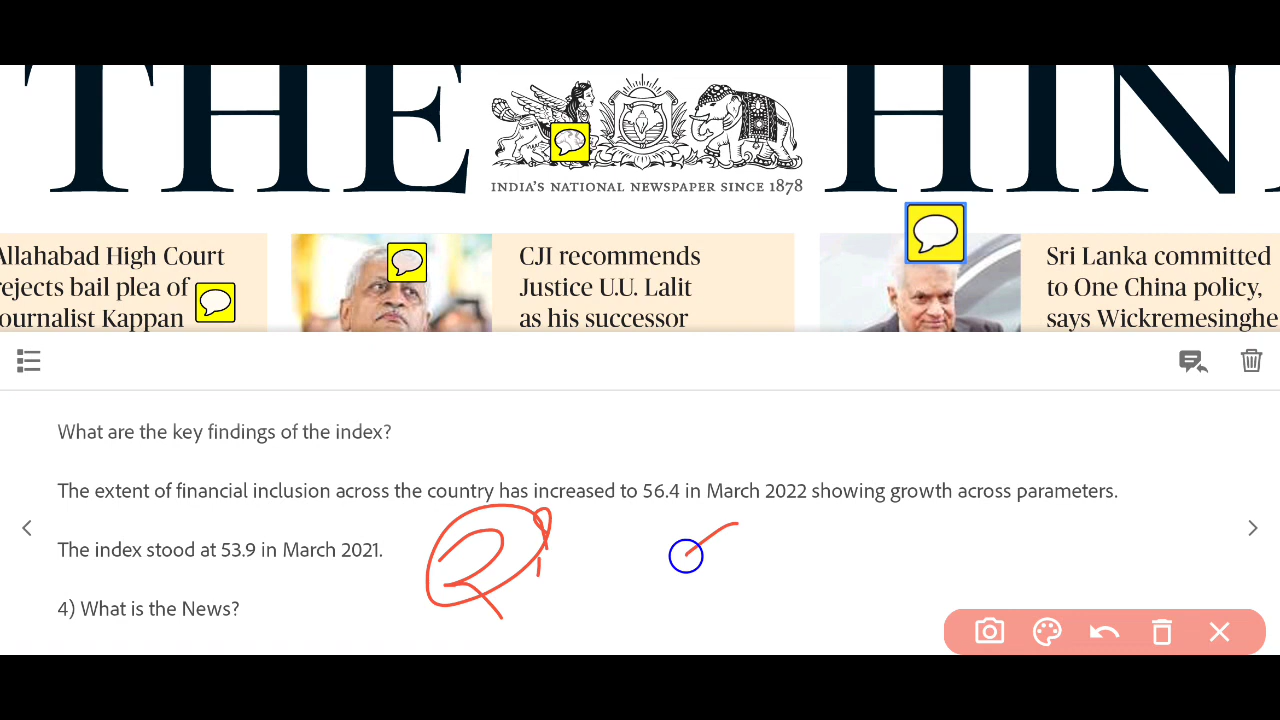 THE HIN
INDIA'S NATIONAL NEWSPAPER SINCE 1878
Allahabad High Court
rejects bail plea of
ournalist Kappan
CJI recommends
Justice U.U. Lalit
as his successor
Sri Lanka committed
to One China policy,
says Wickremesinghe
What are the key findings of the index?
The extent of financial inclusion across the country has increased to 56.4 in March 2022 showing growth across parameters.
The index stood at 53.9 in March 2021.
4) What is the News?